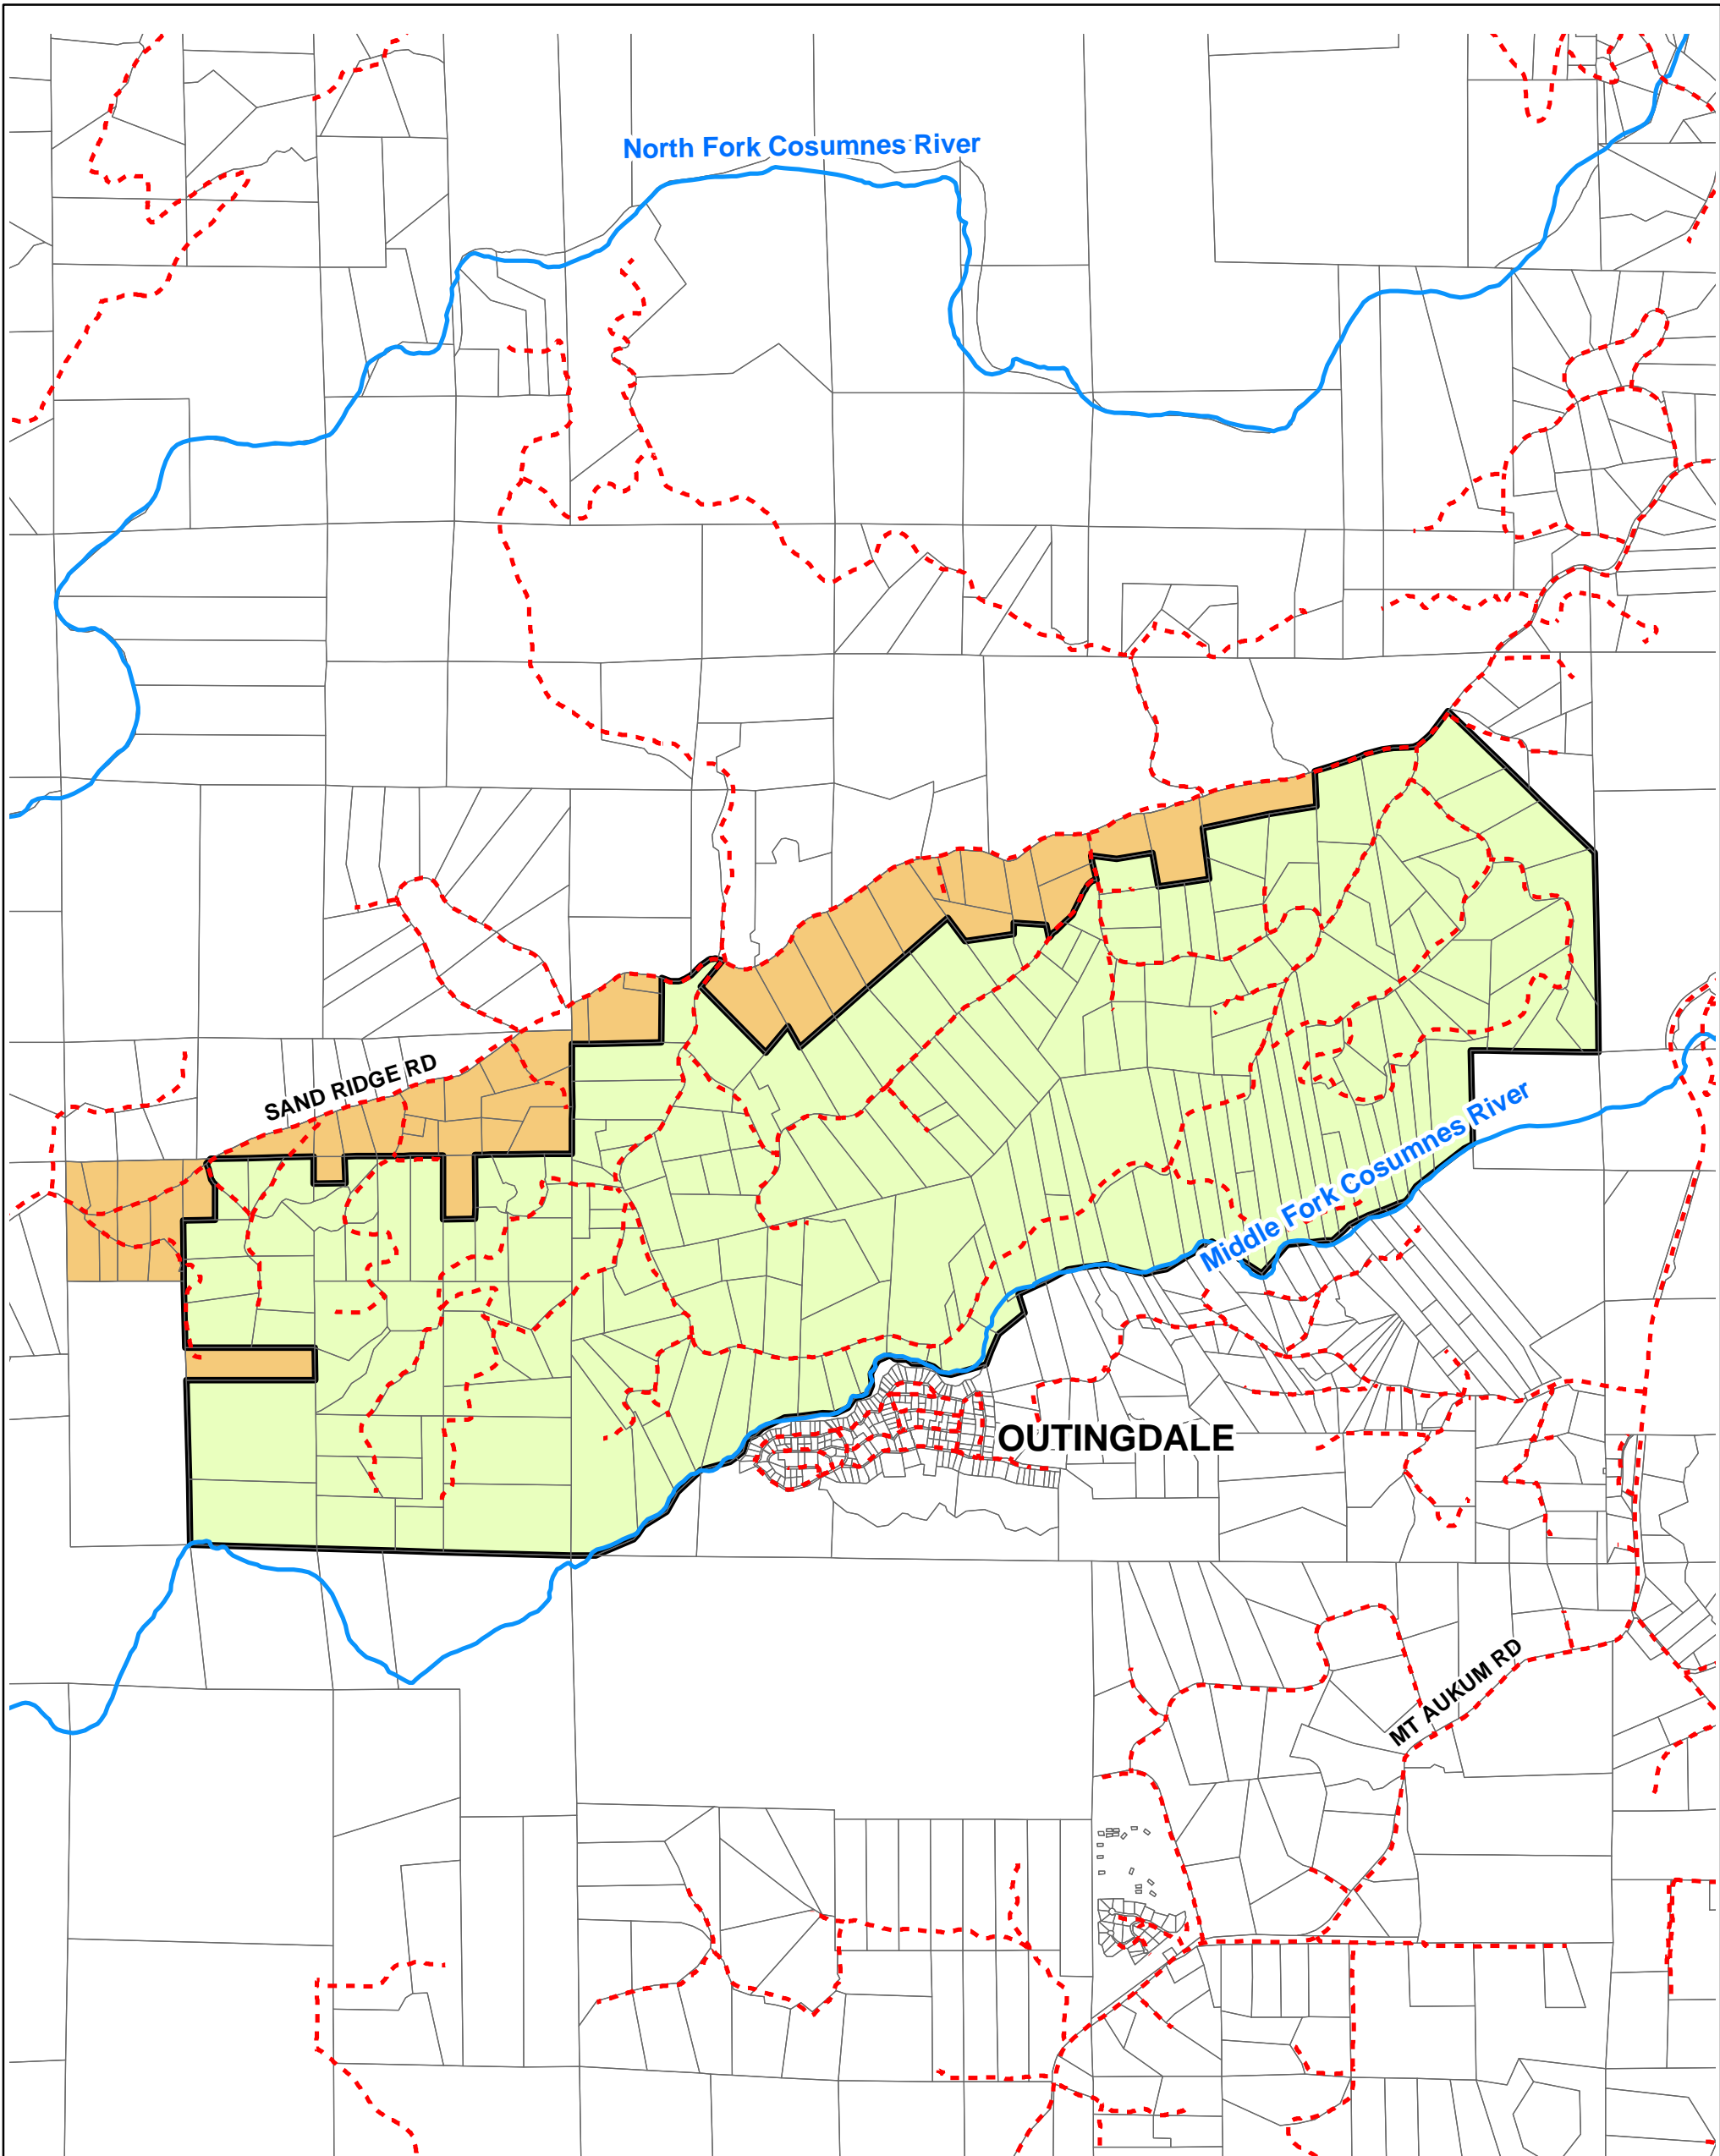 North Fork Cosumnes River
SAND RIDGE RD
Middle Fork Cosumnes River
OUTINGDALE
MT AUKUM RD